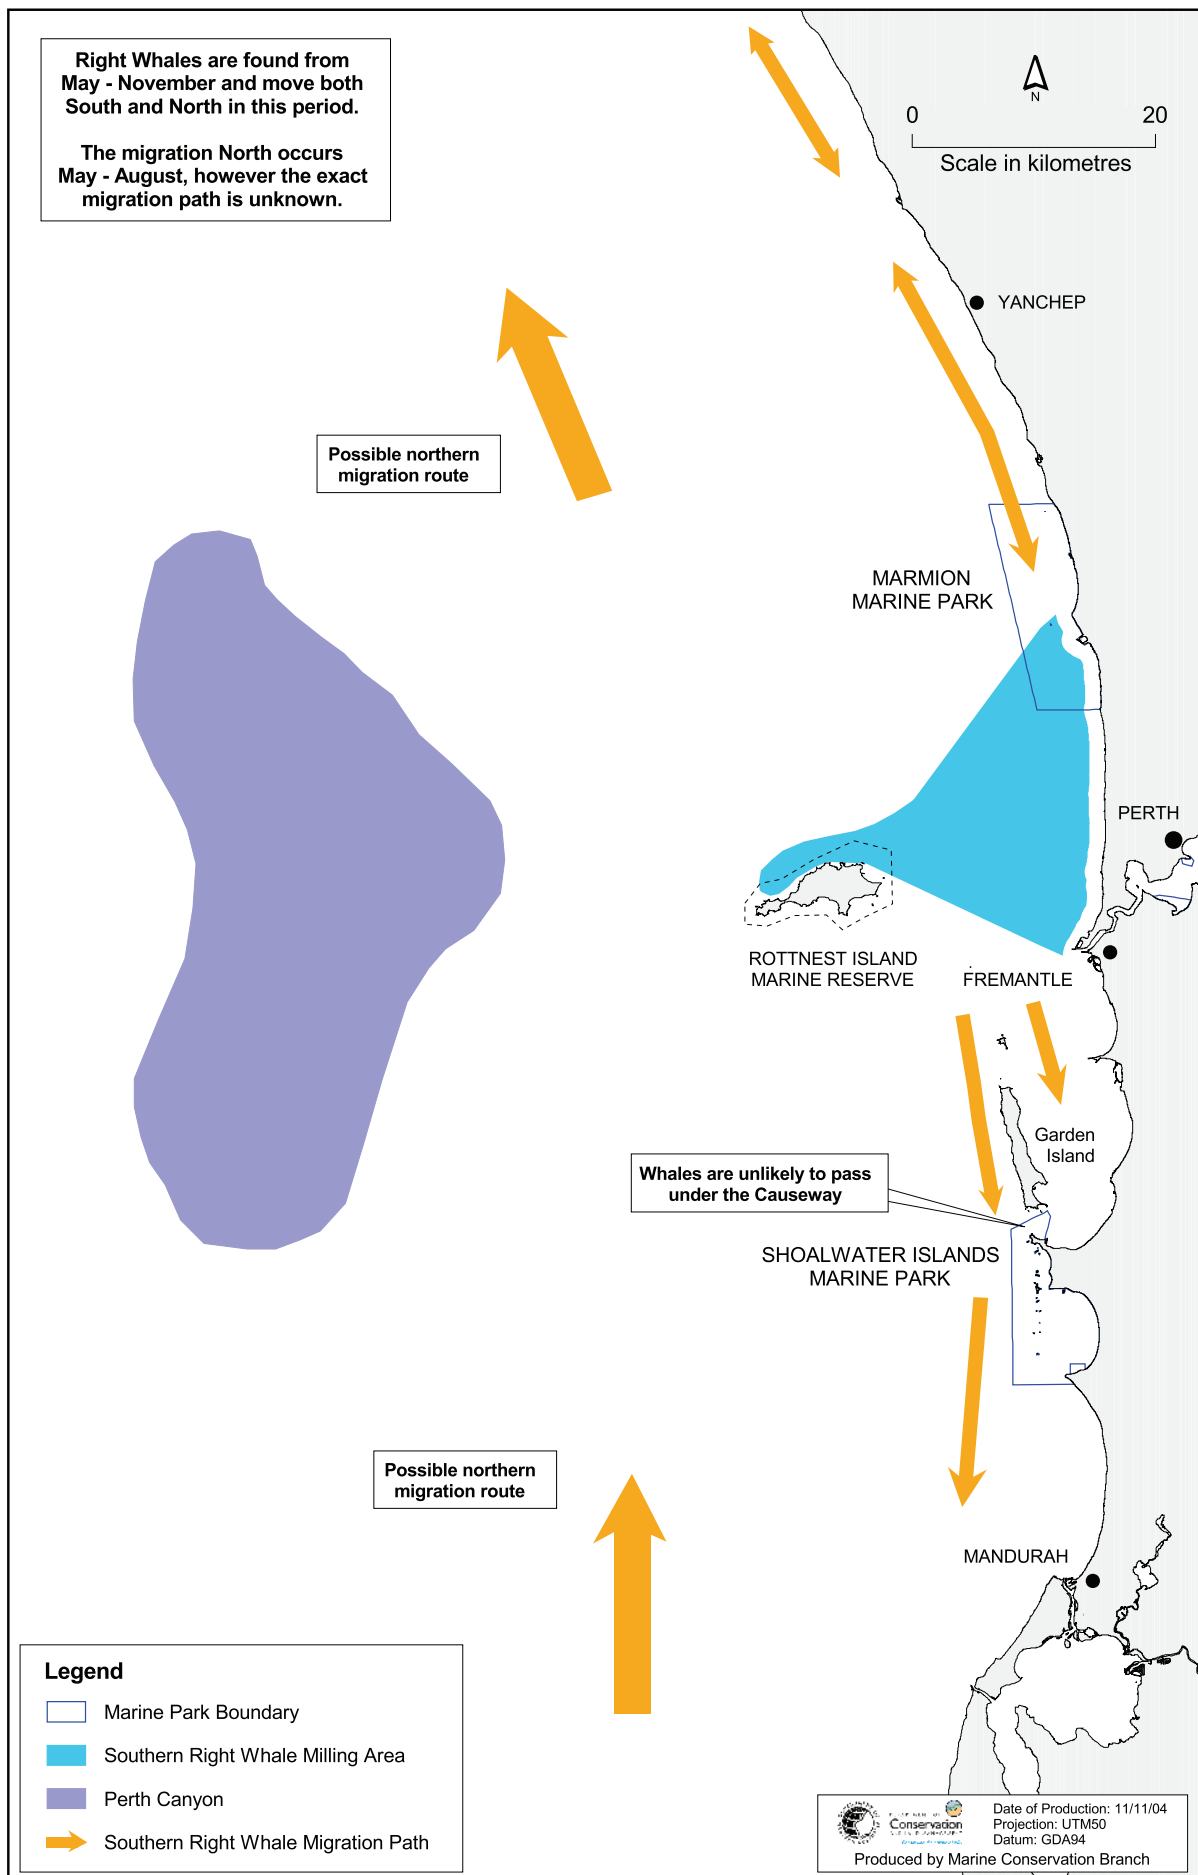 Right Whales are found from
May - November and move both
South and North in this period.
The migration North occurs
May - August, however the exact
migration path is unknown.
N
0 20
Scale in kilometres
YANCHEP
Possible northern
migration route
MARMION
MARINE PARK
PERTH
ROTTNEST ISLAND
MARINE RESERVE
FREMANTLE
Garden
Island
Whales are unlikely to pass
under the Causeway
SHOALWATER ISLANDS
MARINE PARK
Possible northern
migration route
MANDURAH
Legend
Marine Park Boundary
Southern Right Whale Milling Area
Perth Canyon
Southern Right Whale Migration Path
Conservation
Date of Production: 11/11/04
Projection: UTM50
Datum: GDA94
Produced by Marine Conservation Branch